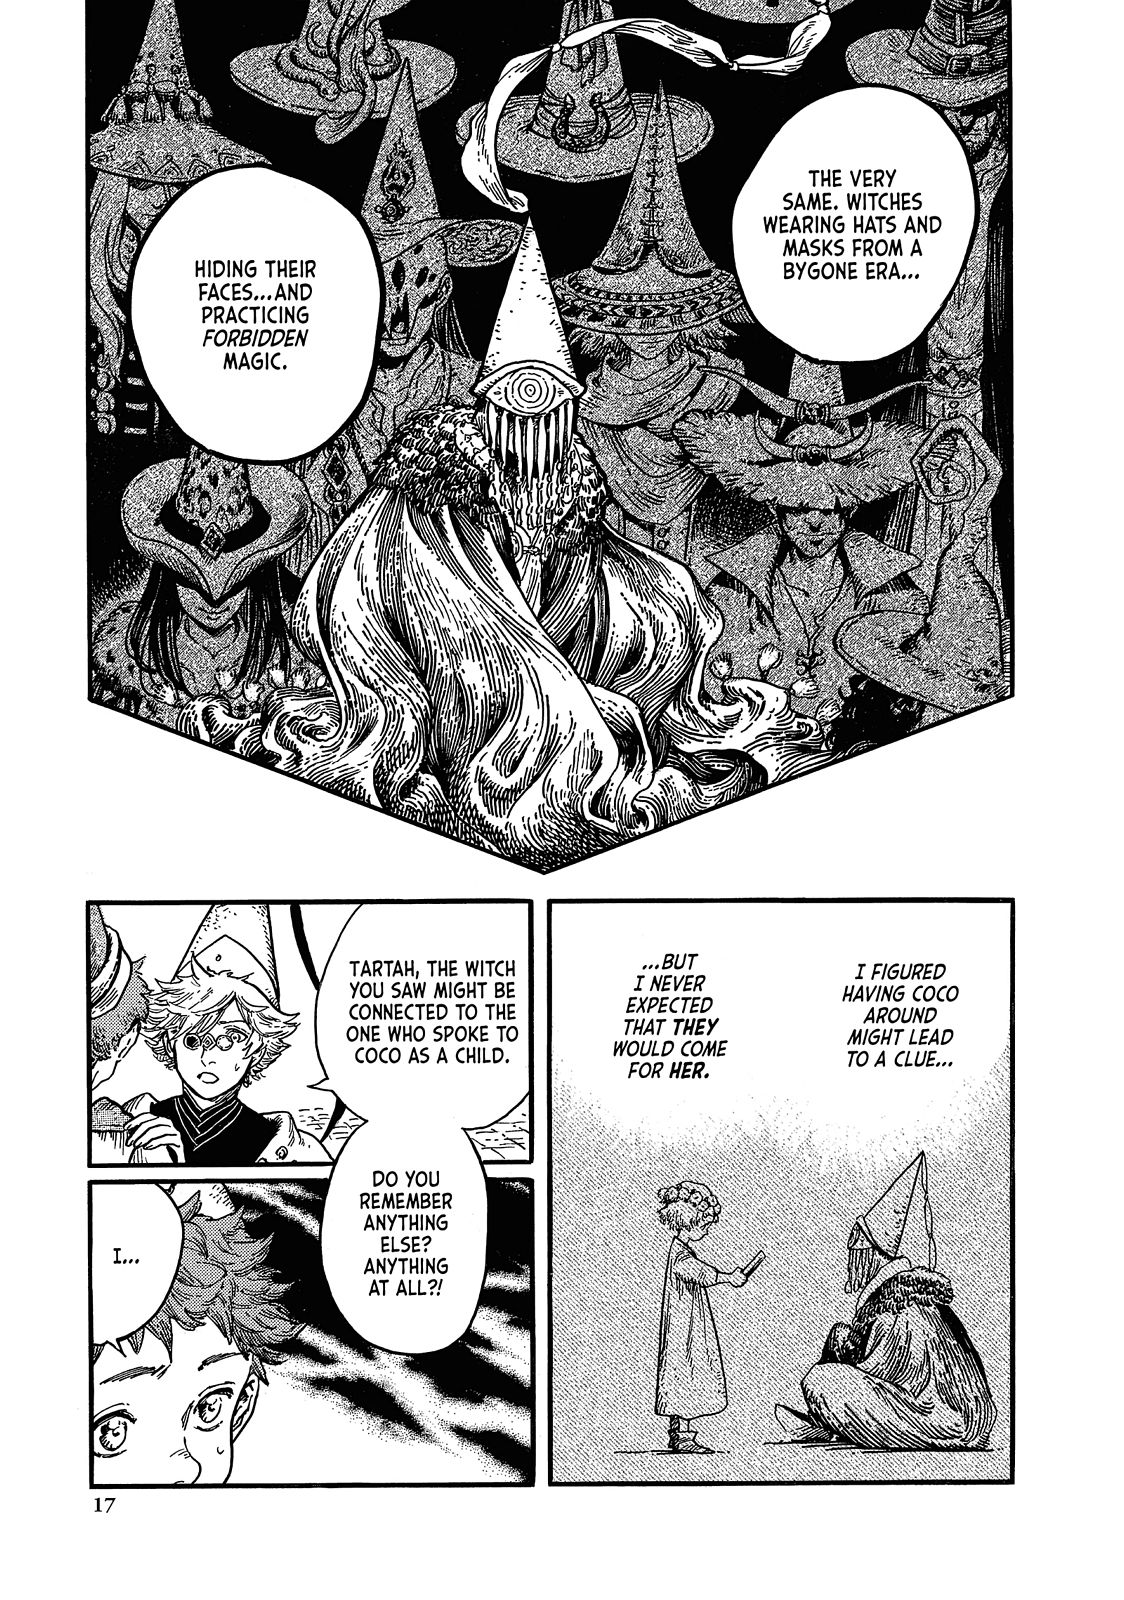 THE VERY
SAME. WITCHES
WEARING HATS AND
MASKS FROM A
BYGONE ERA...
HIDING THEIR
FACES...AND
PRACTICING
FORBIDDEN
MAGIC.
I FIGURED
HAVING COCO
AROUND
MIGHT LEAD
TO A CLUE...
...BUT
I NEVER
EXPECTED
THAT THEY
WOULD COME
FOR HER.
TARTAH, THE WITCH
YOU SAW MIGHT BE
CONNECTED TO THE
ONE WHO SPOKE TO
COCO AS A CHILD.
DO YOU
REMEMBER
ANYTHING
ELSE?
ANYTHING
AT ALL?!
I...
17